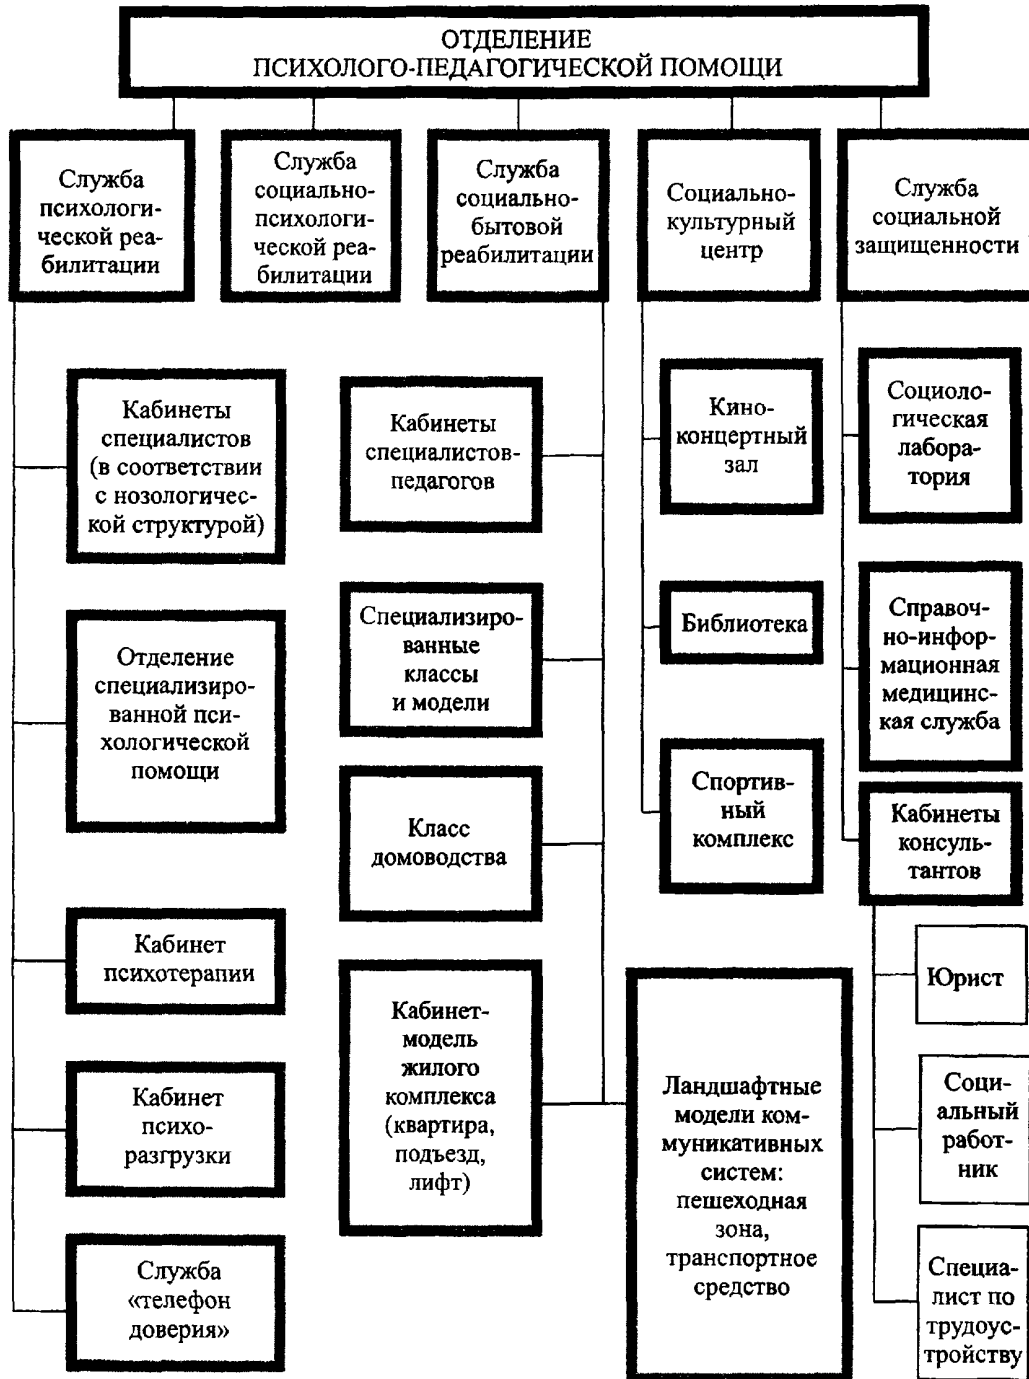 ОТДЕЛЕНИЕ
ПСИХОЛОГО-ПЕДАГОГИЧЕСКОЙ ПОМОЩИ
Служба
психологи-
ческой реа-
билитации
Служба
социально-
психологи-
ческой реа-
билитации
Служба
социально-
бытовой
реабилитации
Социально-
культурный
центр
Служба
социальной
защищенности
Кабинеты
специалистов
(в соответствии
с нозологичес-
кой структурой)
Отделение
специализиро-
ванной пси-
хологической
помощи
Кабинет
психотерапии
Кабинет
психо-
разгрузки
Служба
«телефон
доверия»
Кабинеты
специалистов-
педагогов
Специализиро-
ванные
классы
и модели
Класс
домоводства
Кабинет-
модель
жилого
комплекса
(квартира,
подъезд,
лифт)
Ландшафтные
модели ком-
муникативных
систем:
пешеходная
зона,
транспортное
средство
Кино-
концертный
зал
Библиотека
Спортив-
ный
комплекс
Социоло-
гическая
лабора-
тория
Справоч-
но-инфор-
мационная
медицинс-
кая служба
Кабинеты
консуль-
тантов
Юрист
Соци-
альный
работ-
ник
Специа-
лист по
трудоус-
тройству